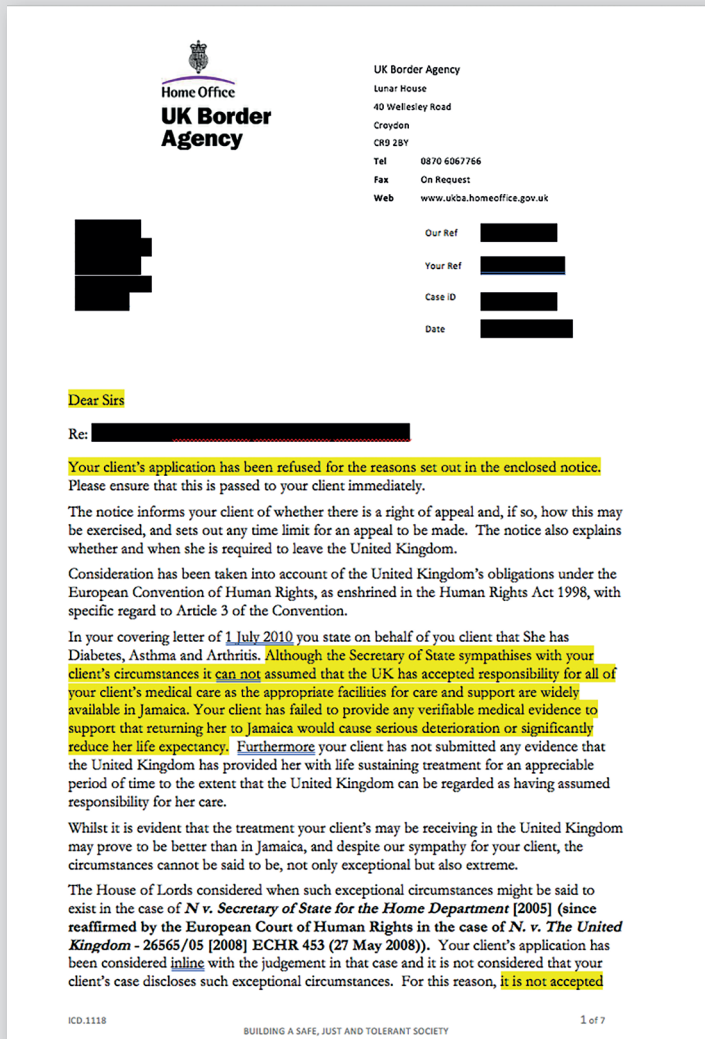 Home Office
UK Border
Agency
UK Border Agency
Lunar House
40 Wellesley Road
Croydon
CR9 2BY
Tel 0870 6067766
Fax On Request
Web www.ukba.homeoffice.gov.uk
Our Ref
Your Ref
Case iD
Date
Dear Sirs
Re:
Your client's application has been refused for the reasons set out in the enclosed notice.
Please ensure that this is passed to your client immediately.
The notice informs your client of whether there is a right of appeal and, if so, how this may
be exercised, and sets out any time limit for an appeal to be made. The notice also explains
whether and when she is required to leave the United Kingdom.
Consideration has been taken into account of the United Kingdom's obligations under the
European Convention of Human Rights, as enshrined in the Human Rights Act 1998, with
specific regard to Article 3 of the Convention.
In your covering letter of 1 July 2010 you state on behalf of you client that She has
Diabetes, Asthma and Arthritis. Although the Secretary of State sympathises with your
client's circumstances it can not assumed that the UK has accepted responsibility for all of
your client's medical care as the appropriate facilities for care and support are widely
available in Jamaica. Your client has failed to provide any verifiable medical evidence to
support that returning her to Jamaica would cause serious deterioration or significantly
reduce her life expectancy. Furthermore your client has not submitted any evidence that
the United Kingdom has provided her with life sustaining treatment for an appreciable
period of time to the extent that the United Kingdom can be regarded as having assumed
responsibility for her care.
Whilst it is evident that the treatment your client's may be receiving in the United Kingdom
may prove to be better than in Jamaica, and despite our sympathy for your client, the
circumstances cannot be said to be, not only exceptional but also extreme.
The House of Lords considered when such exceptional circumstances might be said to
exist in the case of N v. Secretary of State for the Home Department [2005] (since
reaffirmed by the European Court of Human Rights in the case of N. v. The United
Kingdom - 26565/05 [2008] ECHR 453 (27 May 2008)). Your client's application has
been considered inline with the judgement in that case and it is not considered that your
client's case discloses such exceptional circumstances. For this reason, it is not accepted
ICD.1118
1 of 7
BUILDING A SAFE, JUST AND TOLERANT SOCIETY